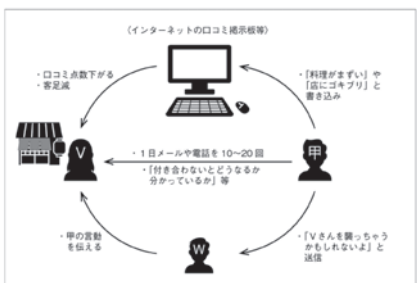 （インターネットの口コミ掲示板等）
・口コミ点数下がる
・客足減
・『料理がまずい』や
『店にゴキブリ』と
書き込み
V
・1日メールや電話を10〜20回
・『付き合わないとどうなるか
分かっているか』等
甲
・甲の言動
を伝える
W
・『Vさんを襲っちゃう
かもしれないよ』と
送信